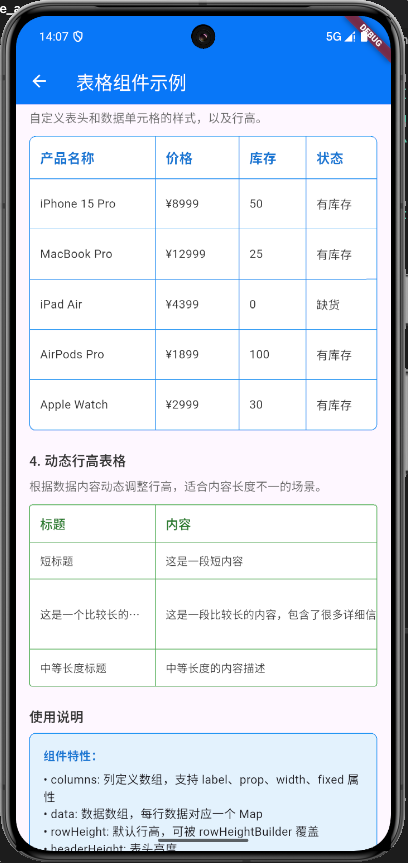 e_a
14:07
5G
DEBUG
表格组件示例
自定义表头和数据单元格的样式，以及行高。
产品名称 价格 库存 状态
iPhone 15 Pro ¥8999 50 有库存
MacBook Pro ¥12999 25 有库存
iPad Air ¥4399 0 缺货
AirPods Pro ¥1899 100 有库存
Apple Watch ¥2999 30 有库存
4. 动态行高表格
根据数据内容动态调整行高，适合内容长度不一的场景。
标题 内容
短标题 这是一段短内容
这是一个比较长的… 这是一段比较长的内容，包含了很多详细信
中等长度标题 中等长度的内容描述
使用说明
组件特性：
• columns: 列定义数组，支持 label、prop、width、fixed 属
性
• data: 数据数组，每行数据对应一个 Map
• rowHeight: 默认行高，可被 rowHeightBuilder 覆盖
• headerHeight: 表头高度